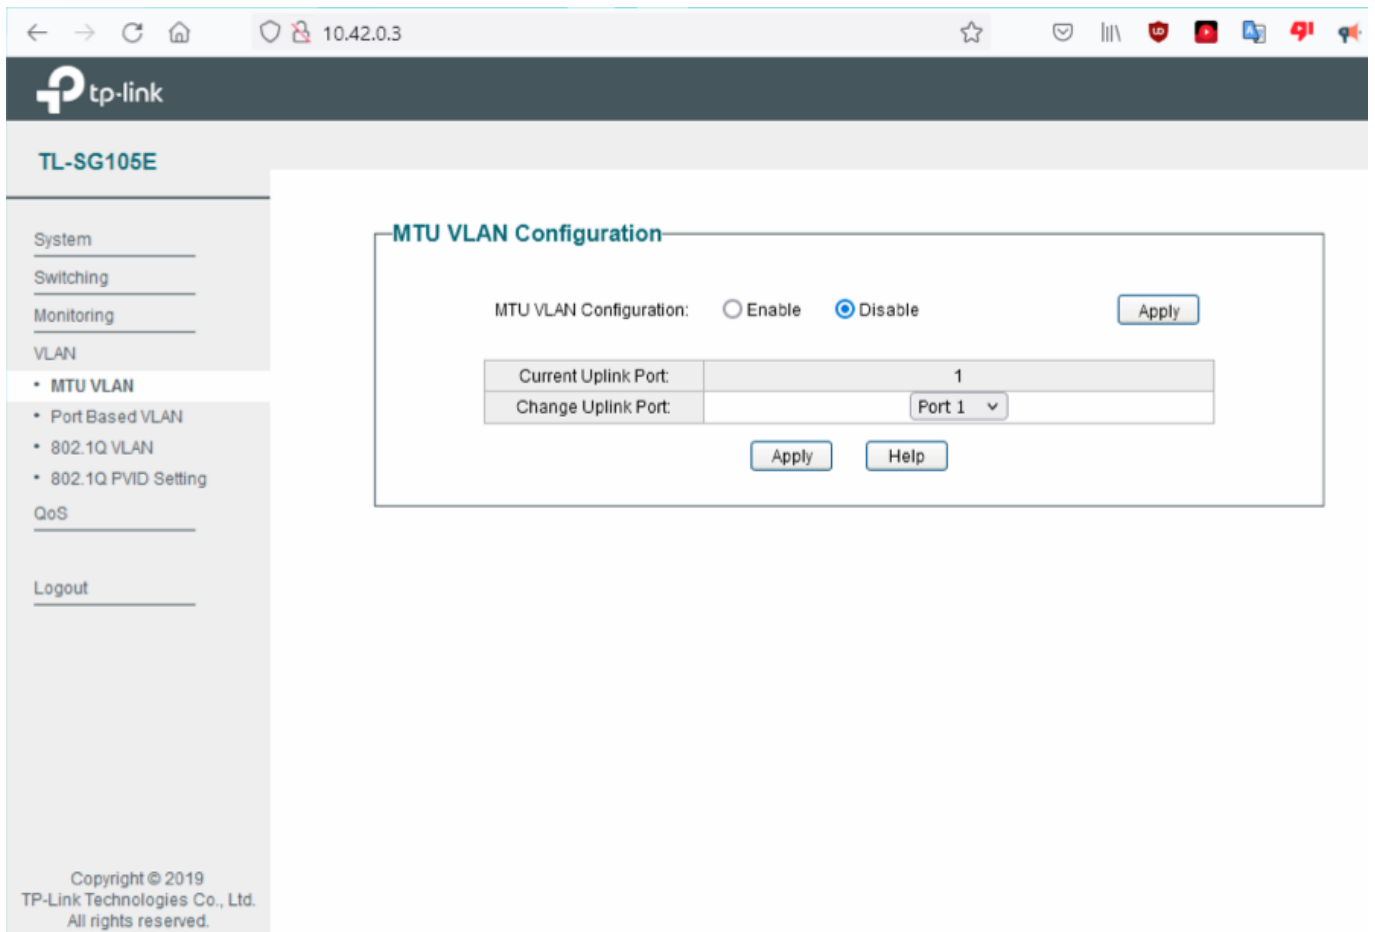 10.42.0.3
tp-link
TL-SG105E
System
Switching
Monitoring
VLAN
• MTU VLAN
• Port Based VLAN
• 802.1Q VLAN
• 802.1Q PVID Setting
QoS
Logout
Copyright © 2019
TP-Link Technologies Co., Ltd.
All rights reserved.
MTU VLAN Configuration
MTU VLAN Configuration: Enable Disable Apply
Current Uplink Port: 1
Change Uplink Port: Port 1
Apply Help